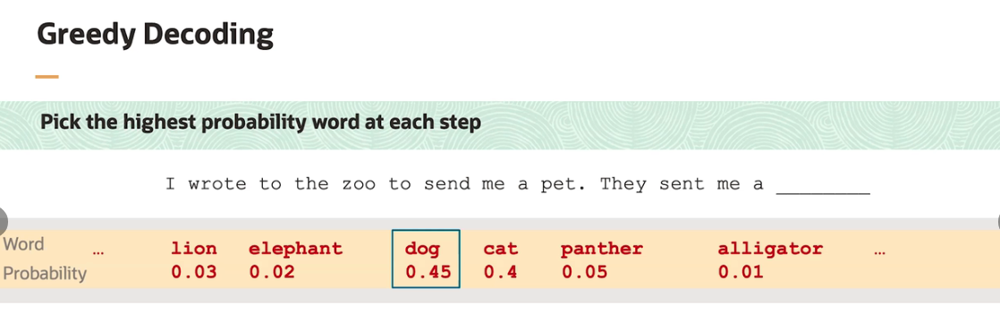 Greedy Decoding
Pick the highest probability word at each step
I wrote to the zoo to send me a pet. They sent me a ________
Word ... lion elephant dog cat panther alligator ...
Probability 0.03 0.02 0.45 0.4 0.05 0.01